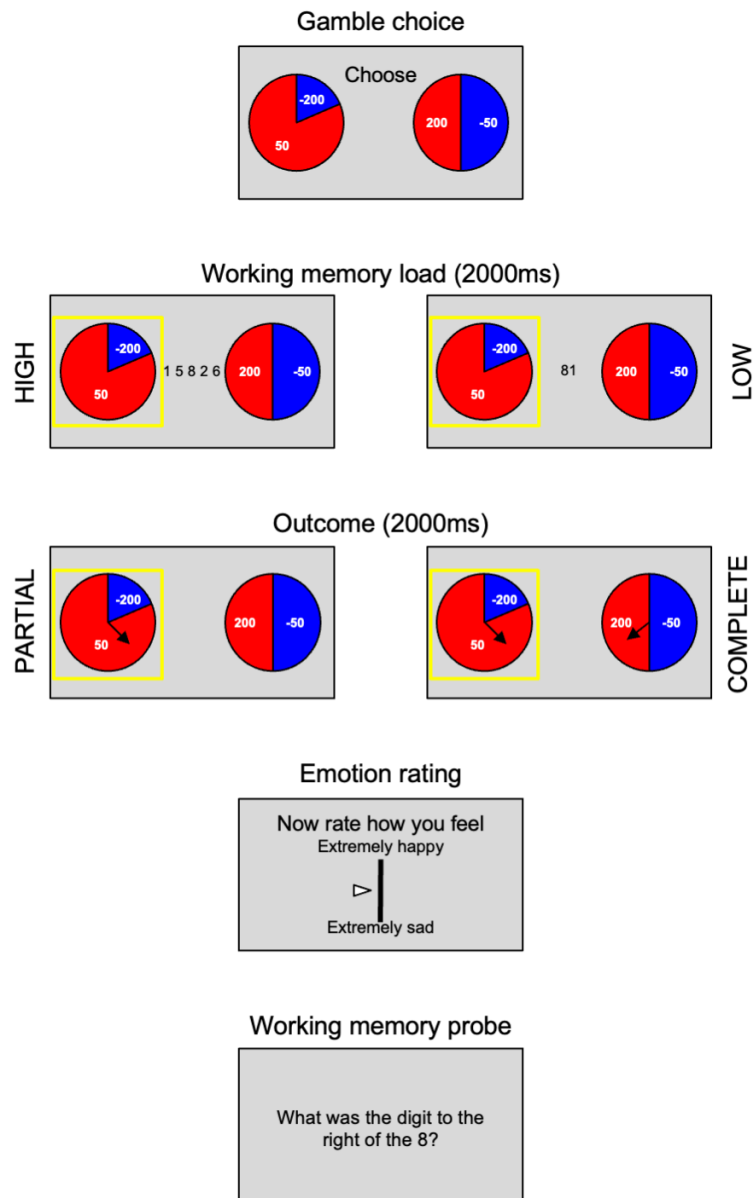 Gamble choice
Choose
-200
50
200
-50
Working memory load (2000ms)
HIGH
-200
50
1 5 8 2 6
200
-50
-200
50
81
200
-50
LOW
Outcome (2000ms)
PARTIAL
-200
50
200
-50
-200
50
200
-50
COMPLETE
Emotion rating
Now rate how you feel
Extremely happy
Extremely sad
Working memory probe
What was the digit to the
right of the 8?